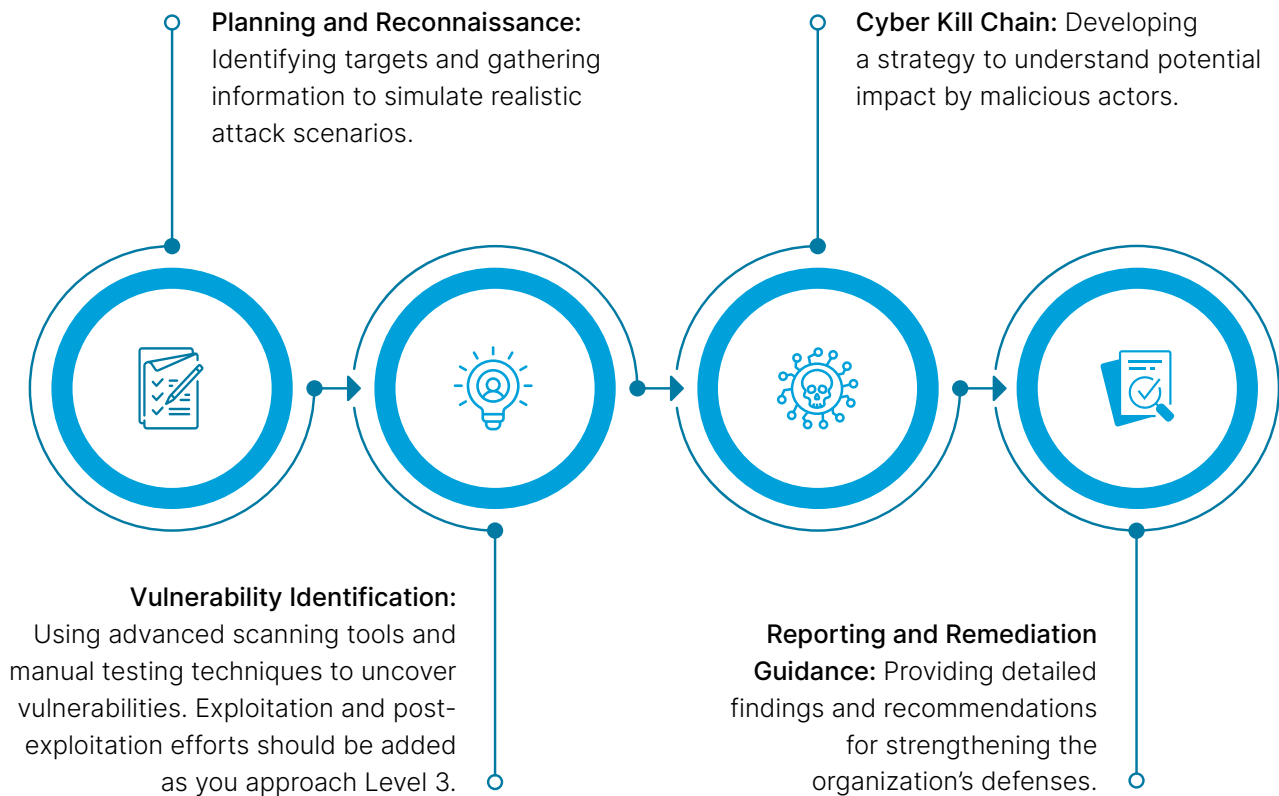 Planning and Reconnaissance:
Identifying targets and gathering
information to simulate realistic
attack scenarios.
Vulnerability Identification:
Using advanced scanning tools and
manual testing techniques to uncover
vulnerabilities. Exploitation and post-
exploitation efforts should be added
as you approach Level 3.
Cyber Kill Chain: Developing
a strategy to understand potential
impact by malicious actors.
Reporting and Remediation
Guidance: Providing detailed
findings and recommendations
for strengthening the
organization’s defenses.